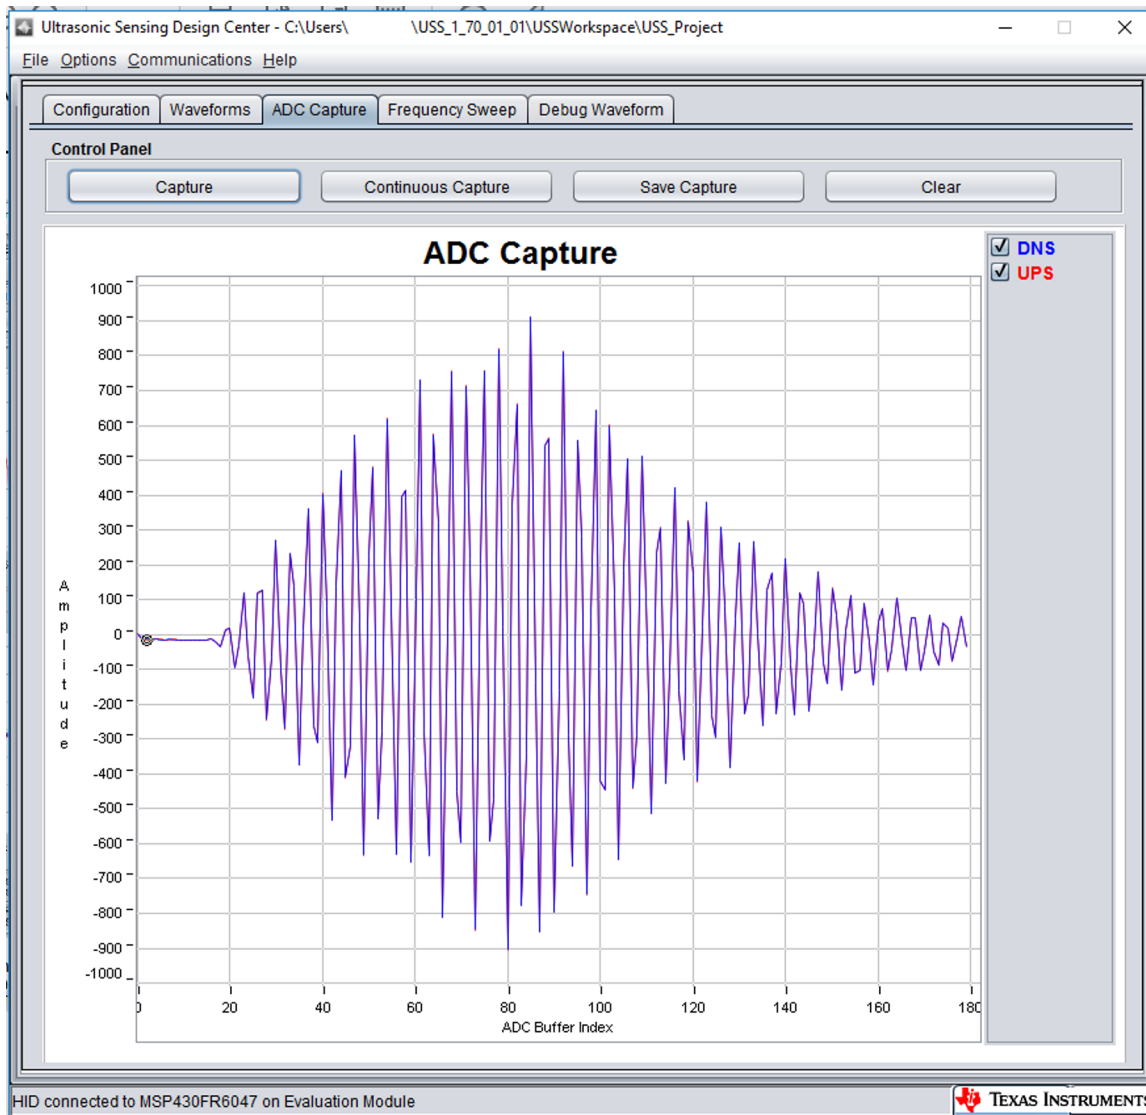 Ultrasonic Sensing Design Center - C:\Users\ \USS_1_70_01_01\USSWorkspace\USS_Project
File Options Communications Help
Configuration Waveforms ADC Capture Frequency Sweep Debug Waveform
Control Panel
Capture Continuous Capture Save Capture Clear
ADC Capture
DNS
UPS
1000
900
800
700
600
500
400
300
200
100
0
-100
-200
-300
-400
-500
-600
-700
-800
-900
-1000
Amplitude
0 20 40 60 80 100 120 140 160 180
ADC Buffer Index
HID connected to MSP430FR6047 on Evaluation Module
TEXAS INSTRUMENTS